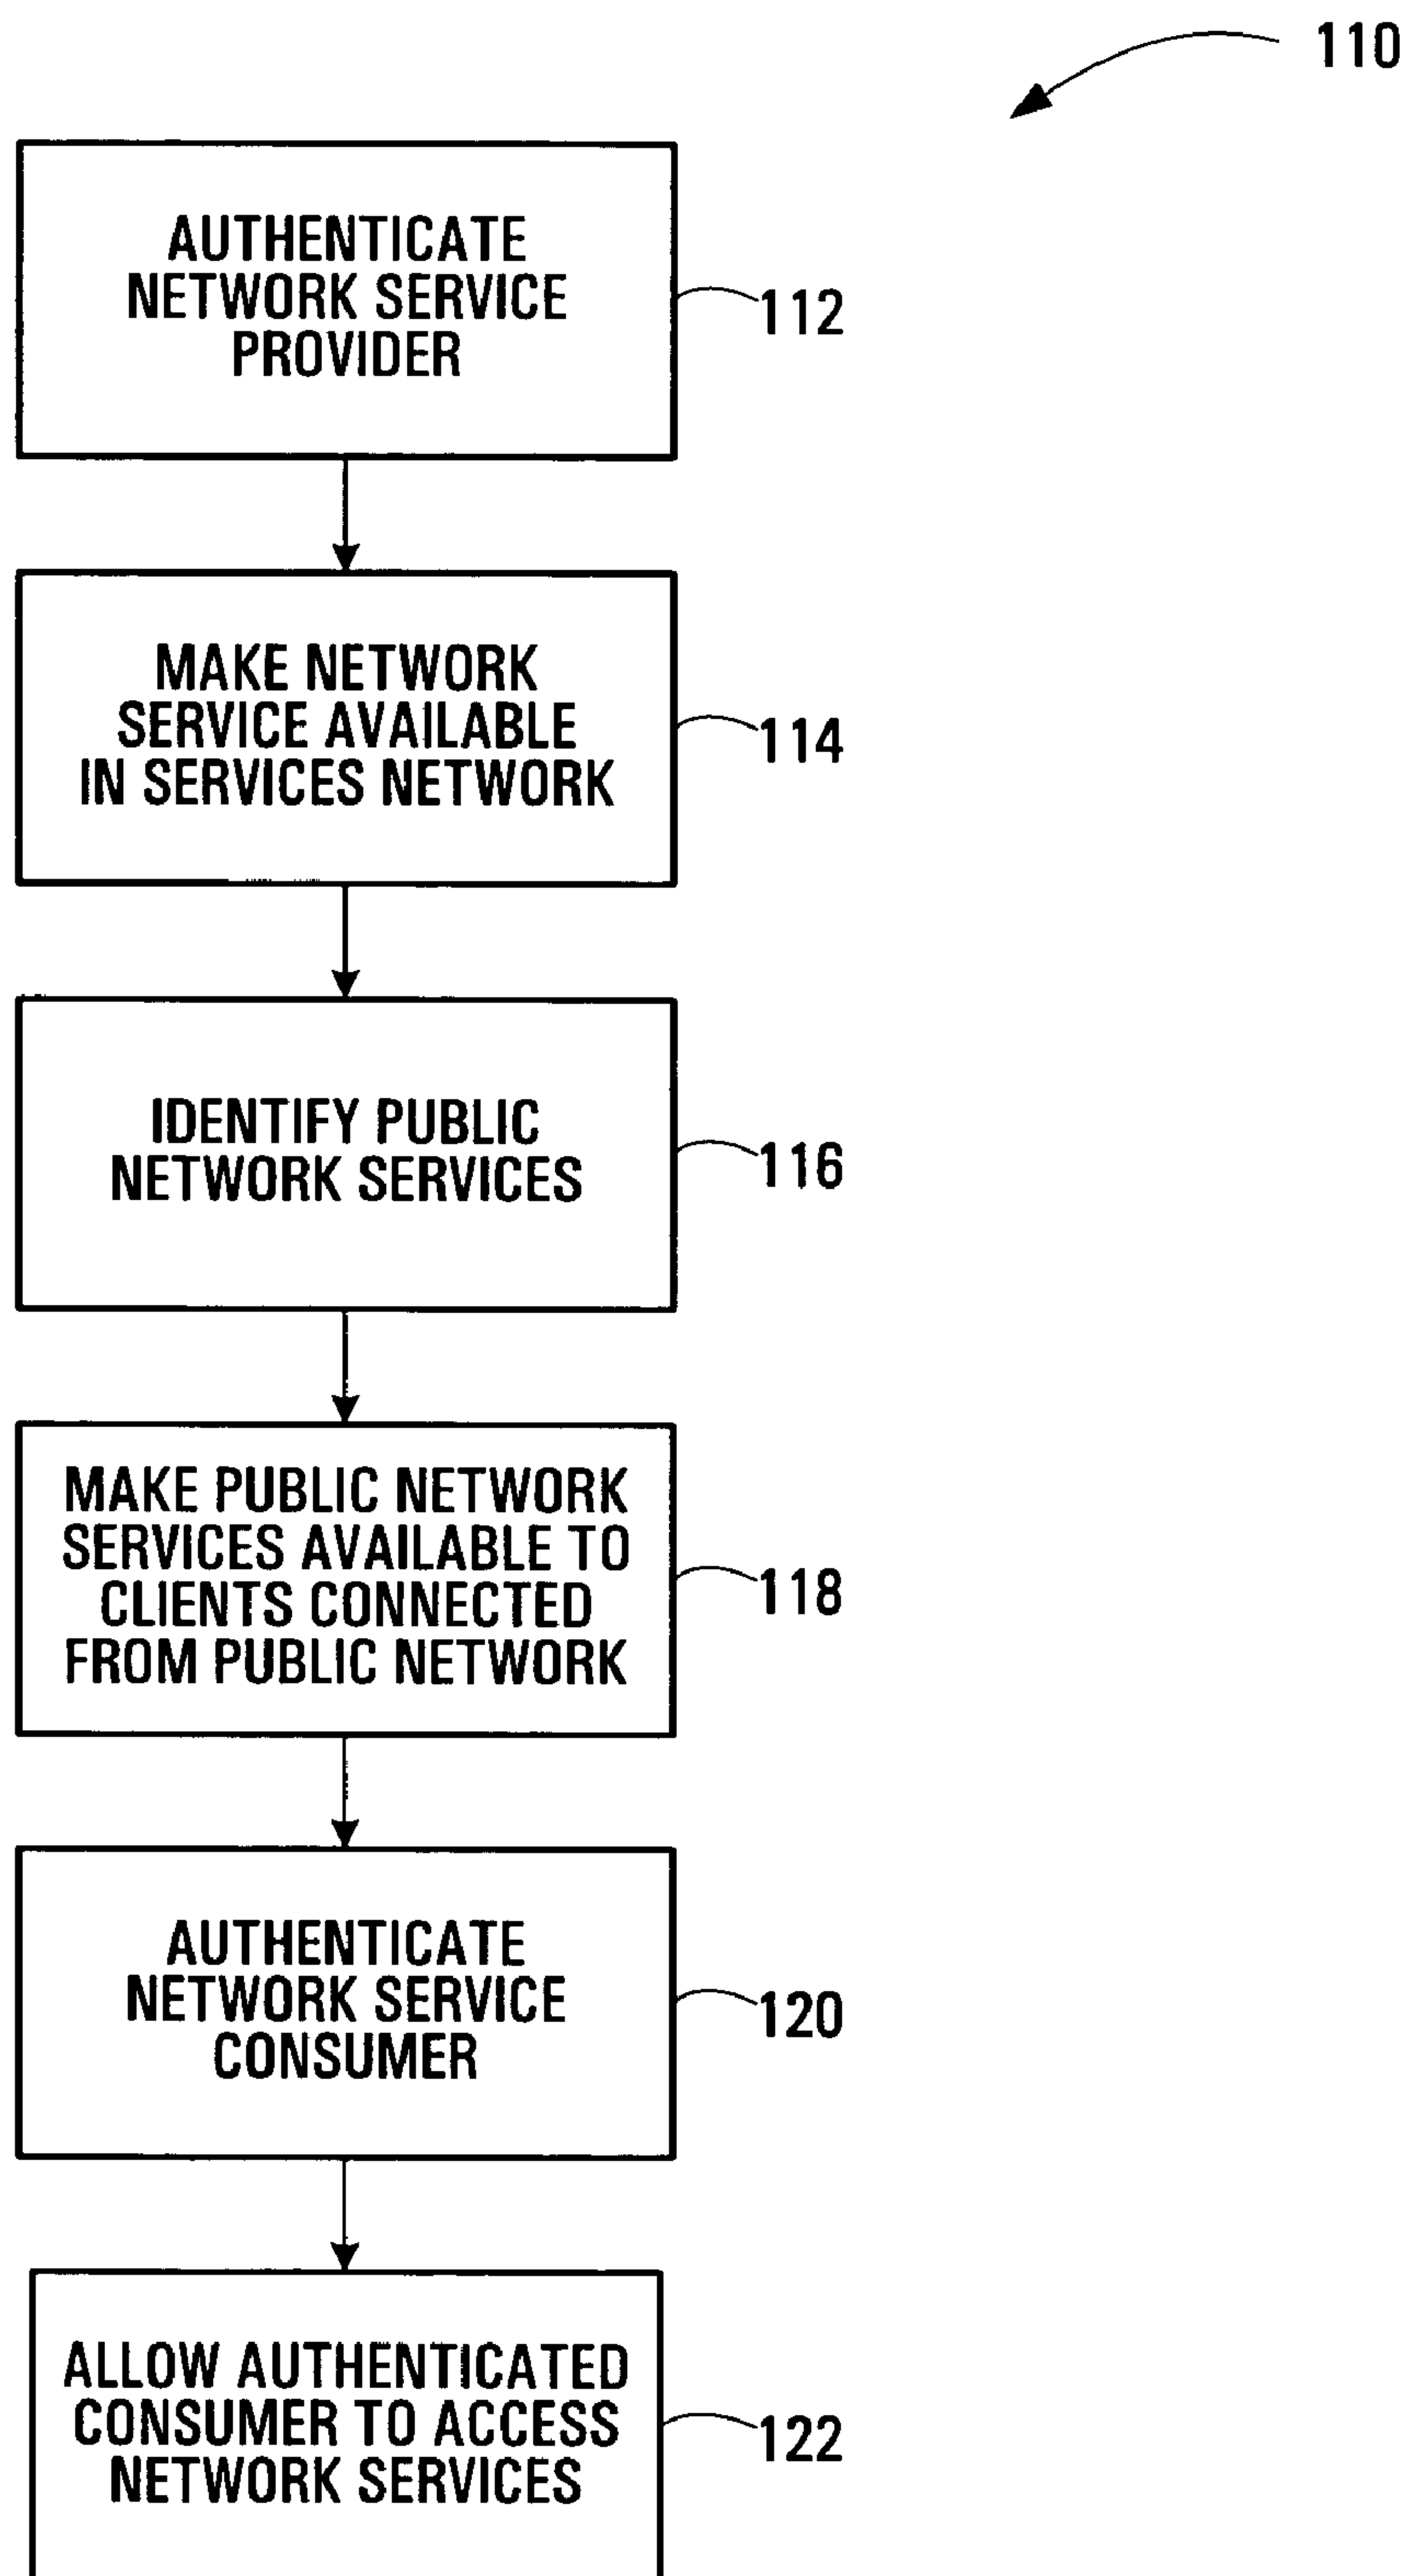 110
AUTHENTICATE
NETWORK SERVICE
PROVIDER
112
MAKE NETWORK
SERVICE AVAILABLE
IN SERVICES NETWORK
114
IDENTIFY PUBLIC
NETWORK SERVICES
116
MAKE PUBLIC NETWORK
SERVICES AVAILABLE TO
CLIENTS CONNECTED
FROM PUBLIC NETWORK
118
AUTHENTICATE
NETWORK SERVICE
CONSUMER
120
ALLOW AUTHENTICATED
CONSUMER TO ACCESS
NETWORK SERVICES
122